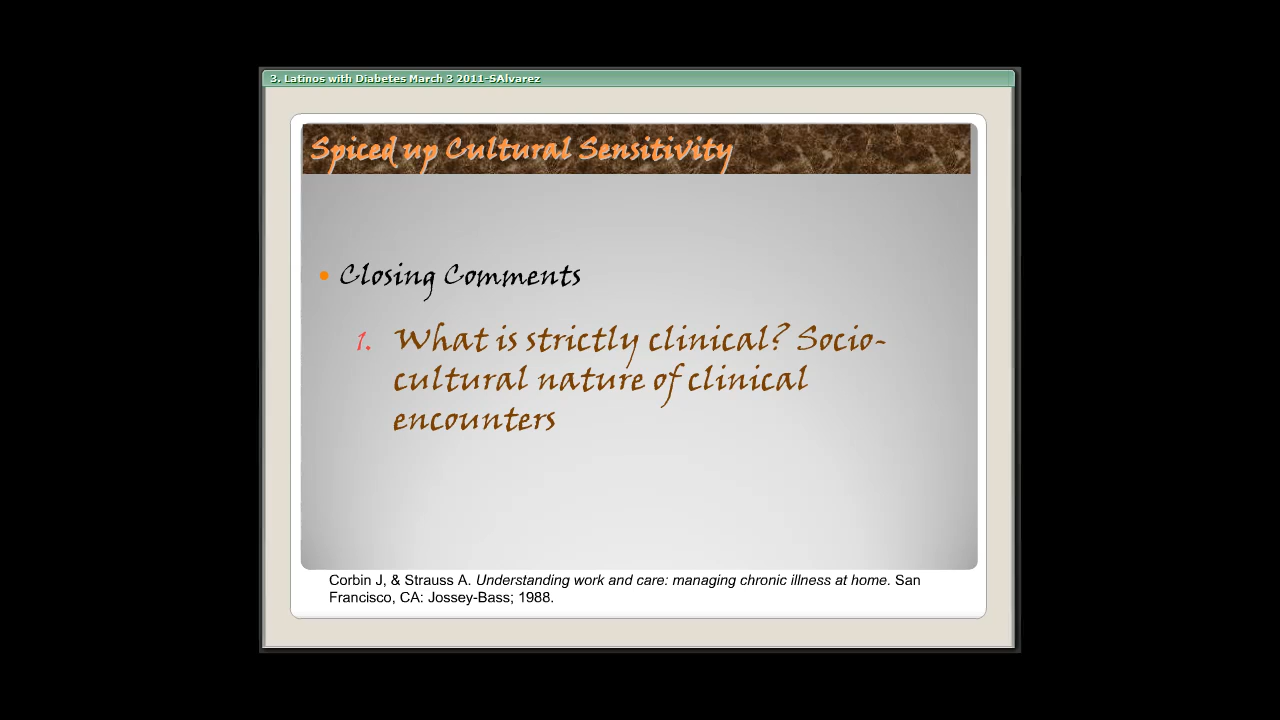 3. Latinos with Diabetes March 3 2011-SAlvarez
Spiced up Cultural Sensitivity
• Closing Comments
1. What is strictly clinical? Socio-
cultural nature of clinical
encounters
Corbin J, & Strauss A. Understanding work and care: managing chronic illness at home. San
Francisco, CA: Jossey-Bass; 1988.